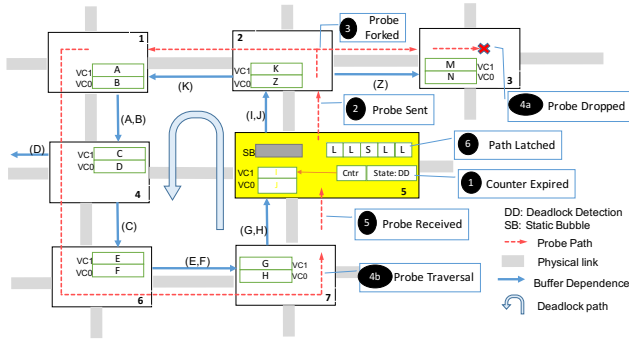 1
2
3 Probe Forked
3
VC1 A
VC0 B
VC1 K
VC0 Z
M VC1
N VC0
(K)
(Z)
4a Probe Dropped
2 Probe Sent
(A,B)
(I,J)
(D)
VC1 C
VC0 D
4
SB L L S L L
6 Path Latched
VC1
VC0
Cntr State: DD
5
1 Counter Expired
(C)
(G,H)
5 Probe Received
DD: Deadlock Detection
SB: Static Bubble
Probe Path
Physical link
Buffer Dependence
Deadlock path
E
F
6
(E,F)
G VC1
H VC0
7
4b Probe Traversal
VC1
VC0